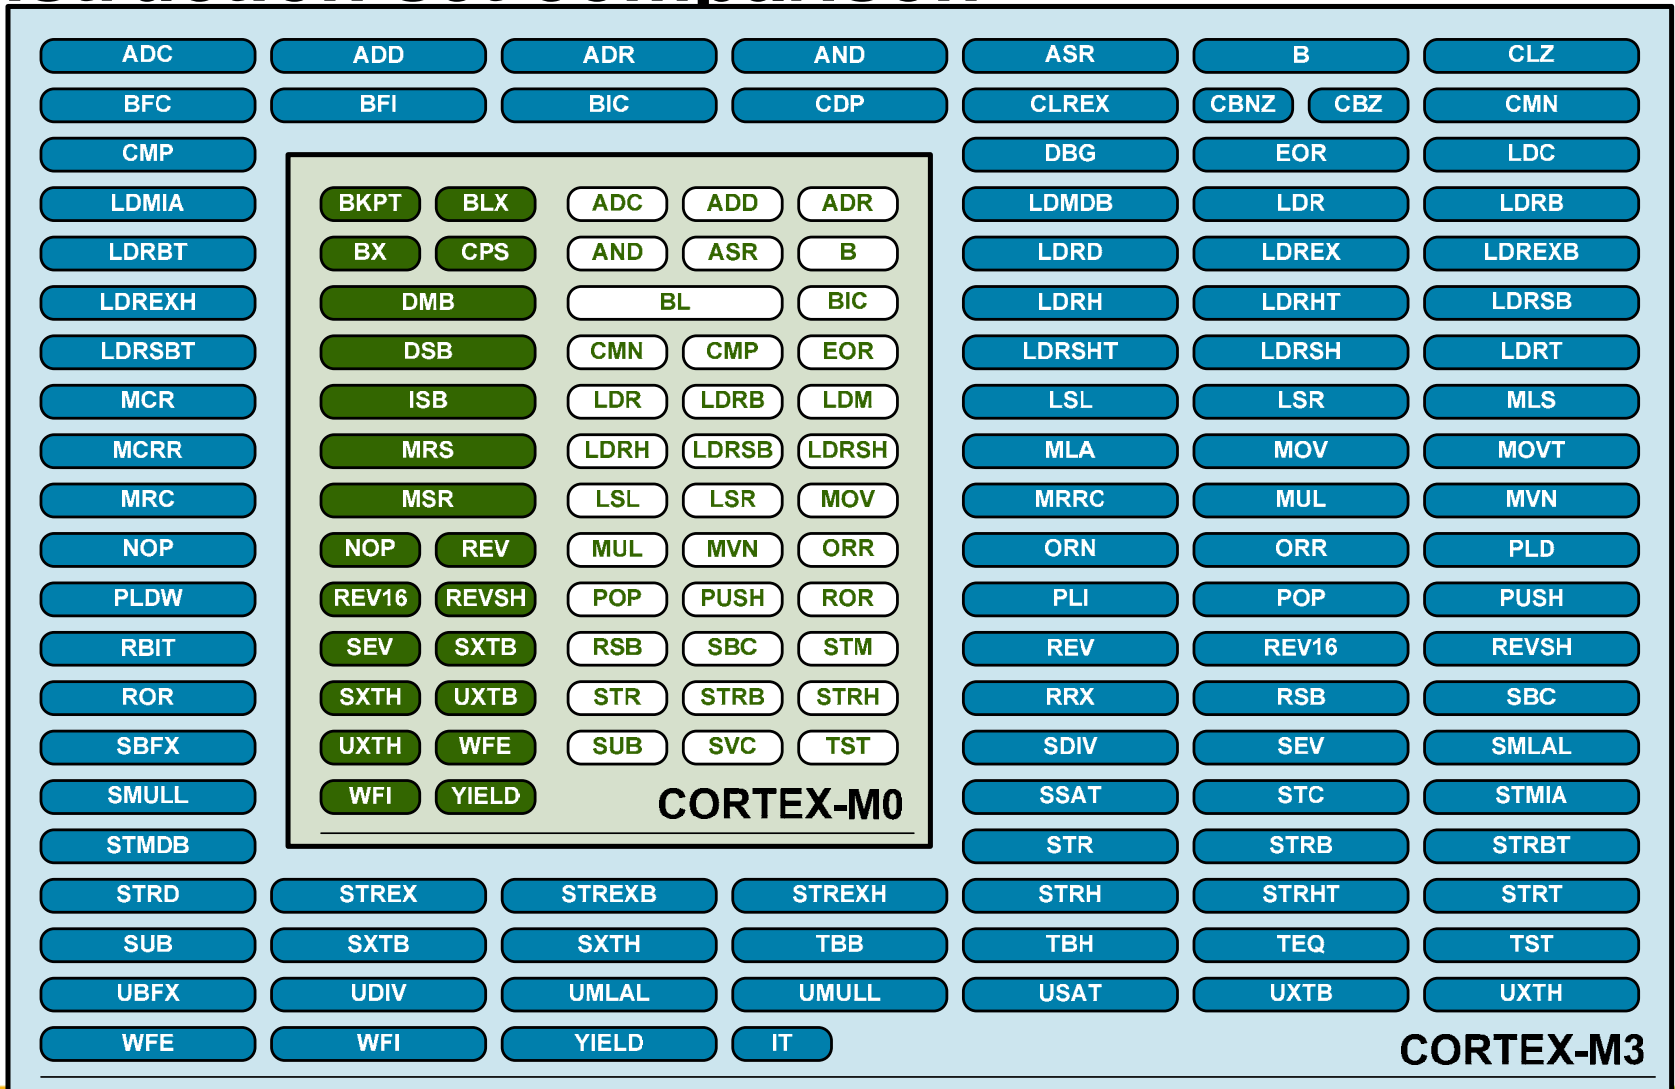 ADC ADD ADR AND ASR B CLZ
BFC BFI BIC CDP CLREX CBNZ CBZ CMN
CMP DBG EOR LDC
LDMIA BKPT BLX ADC ADD ADR LDMDB LDR LDRB
LDRBT BX CPS AND ASR B LDRD LDREX LDREXB
LDREXH DMB BL BIC LDRH LDRHT LDRSB
LDRSBT DSB CMN CMP EOR LDRSHT LDRSH LDRT
MCR ISB LDR LDRB LDM LSL LSR MLS
MCRR MRS LDRH LDRSB LDRSH MLA MOV MOVT
MRC MSR LSL LSR MOV MRRC MUL MVN
NOP NOP REV MUL MVN ORR ORN ORR PLD
PLDW REV16 REVSH POP PUSH ROR PLI POP PUSH
RBIT SEV SXTB RSB SBC STM REV REV16 REVSH
ROR SXTH UXTB STR STRB STRH RRX RSB SBC
SBFX UXTH WFE SUB SVC TST SDIV SEV SMLAL
SMULL WFI YIELD CORTEX-M0 SSAT STC STMIA
STMDB STR STRB STRBT
STRD STREX STREXB STREXH STRH STRHT STRT
SUB SXTB SXTH TBB TBH TEQ TST
UBFX UDIV UMLAL UMULL USAT UXTB UXTH
WFE WFI YIELD IT CORTEX-M3